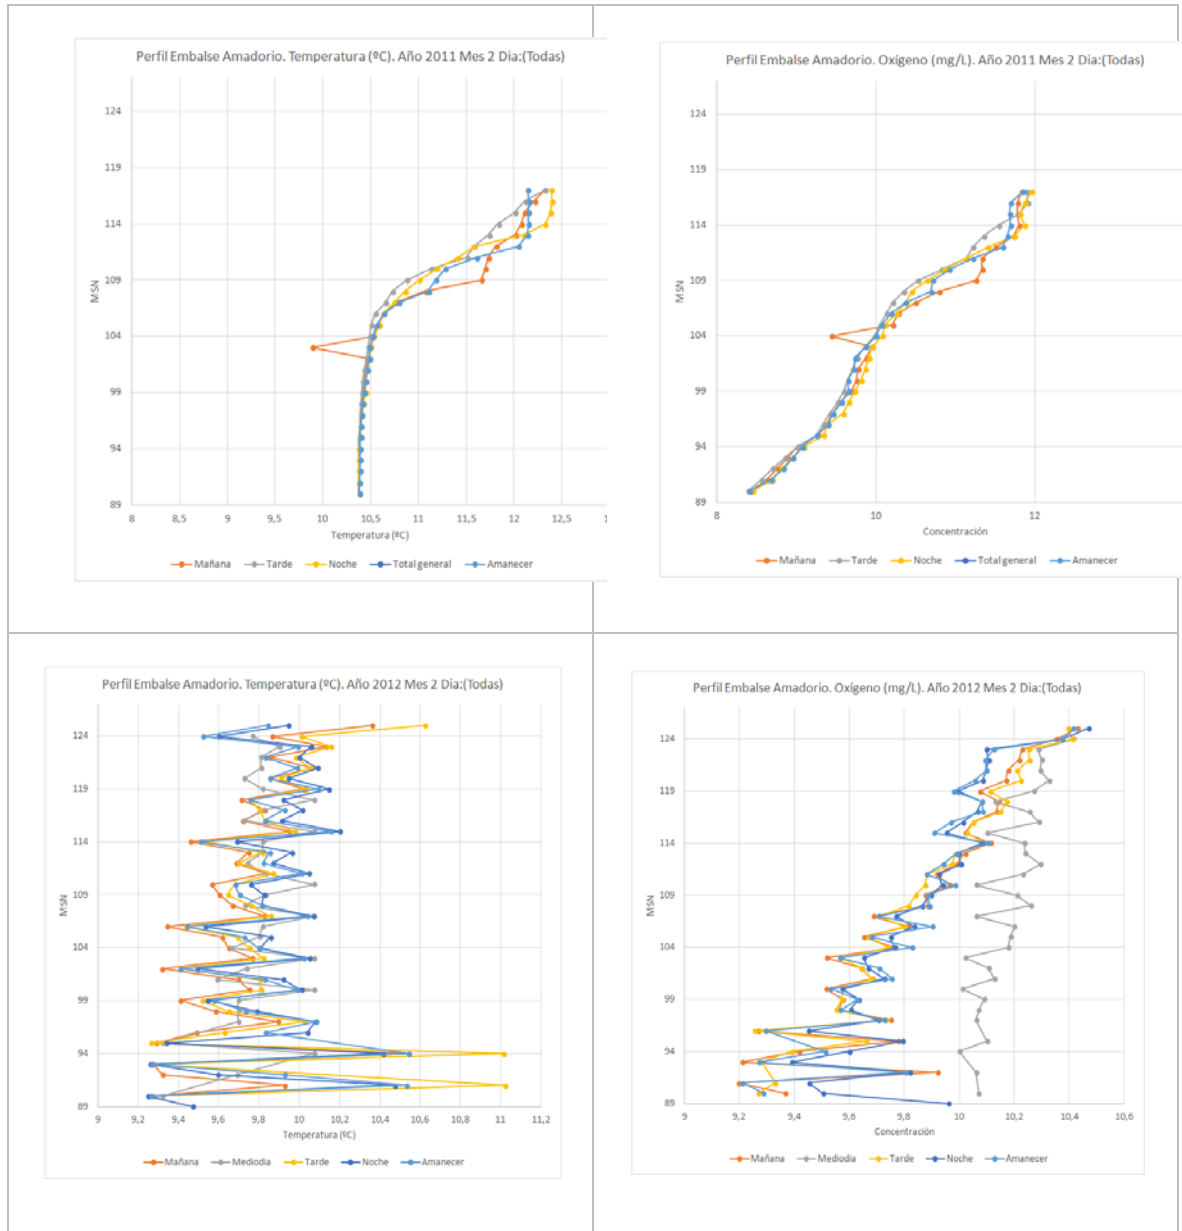 Perfil Embalse Amadorio. Temperatura (ºC). Año 2011 Mes 2 Dia:(Todas)
124
119
114
109
104
99
94
89
MSN
8 8,5 9 9,5 10 10,5 11 11,5 12 12,5
Temperatura (ºC)
Mañana Tarde Noche Total general Amanecer
Perfil Embalse Amadorio. Oxígeno (mg/L). Año 2011 Mes 2 Dia:(Todas)
124
119
114
109
104
99
94
89
MSN
8 10 12
Concentración
Mañana Tarde Noche Total general Amanecer
Perfil Embalse Amadorio. Temperatura (ºC). Año 2012 Mes 2 Dia:(Todas)
124
119
114
109
104
99
94
89
MSN
9 9,2 9,4 9,6 9,8 10 10,2 10,4 10,6 10,8 11 11,2
Temperatura (ºC)
Mañana Mediodia Tarde Noche Amanecer
Perfil Embalse Amadorio. Oxígeno (mg/L). Año 2012 Mes 2 Dia:(Todas)
124
119
114
109
104
99
94
89
MSN
9 9,2 9,4 9,6 9,8 10 10,2 10,4 10,6
Concentración
Mañana Mediodia Tarde Noche Amanecer